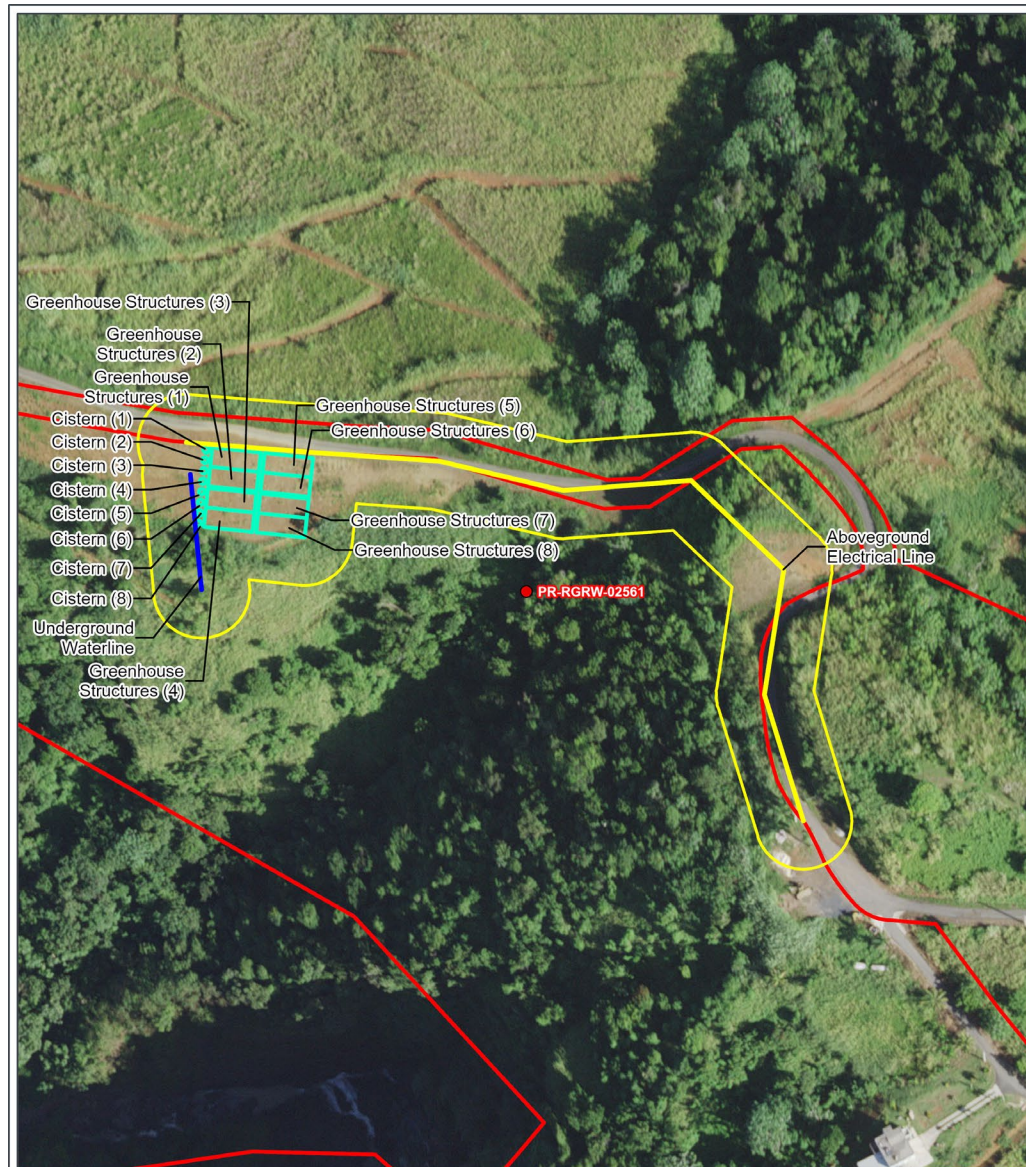 Greenhouse Structures (3)
Greenhouse
Structures (2)
Greenhouse
Structures (1)
Cistern (1)
Cistern (2)
Cistern (3)
Cistern (4)
Cistern (5)
Cistern (6)
Cistern (7)
Cistern (8)
Underground
Waterline
Greenhouse
Structures (4)
Greenhouse Structures (5)
Greenhouse Structures (6)
Greenhouse Structures (7)
Greenhouse Structures (8)
PR-RGRW-02561
Aboveground
Electrical Line